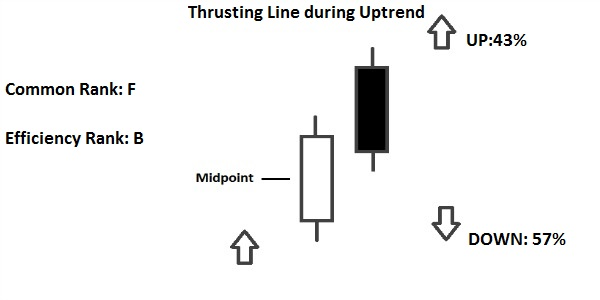 Thrusting Line during Uptrend
UP:43%
Common Rank: F
Efficiency Rank: B
Midpoint
DOWN: 57%